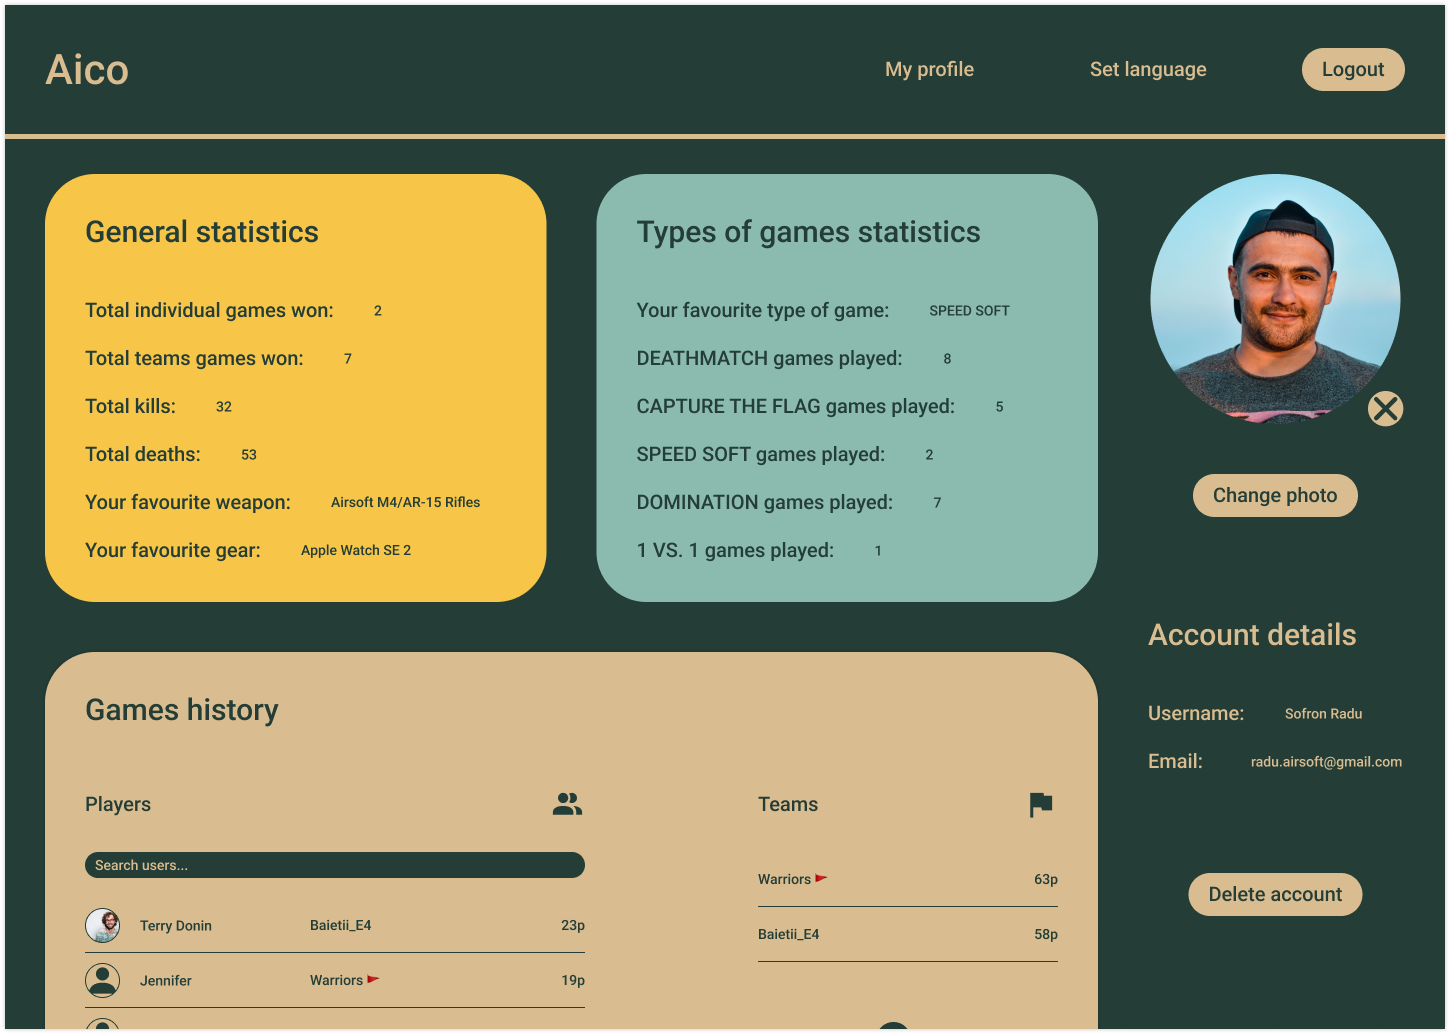 Aico
My profile
Set language
Logout
General statistics
Total individual games won: 2
Total teams games won: 7
Total kills: 32
Total deaths: 53
Your favourite weapon: Airsoft M4/AR-15 Rifles
Your favourite gear: Apple Watch SE 2
Types of games statistics
Your favourite type of game: SPEED SOFT
DEATHMATCH games played: 8
CAPTURE THE FLAG games played: 5
SPEED SOFT games played: 2
DOMINATION games played: 7
1 VS. 1 games played: 1
Change photo
Account details
Username: Sofron Radu
Email: radu.airsoft@gmail.com
Delete account
Games history
Players
Search users...
Terry Donin Baietii_E4 23p
Jennifer Warriors 19p
Teams
Warriors 63p
Baietii_E4 58p